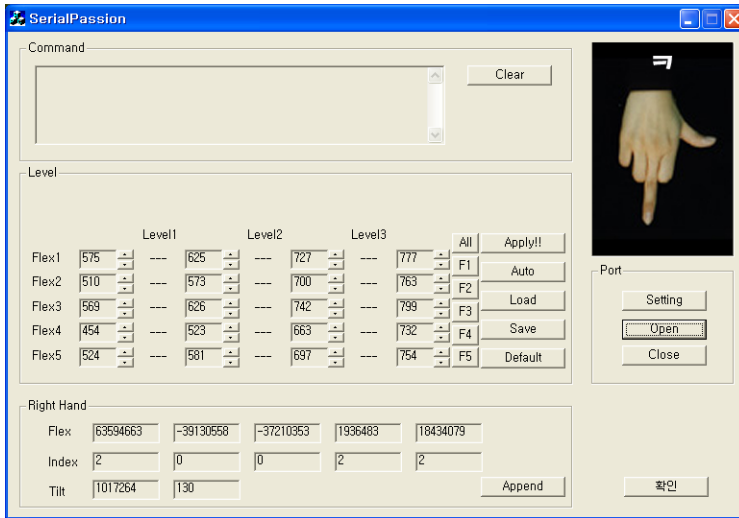 SerialPassion
Command
Clear
ㅋ
Level
Level1 Level2 Level3
Flex1 575 --- 625 --- 727 --- 777
Flex2 510 --- 573 --- 700 --- 763
Flex3 569 --- 626 --- 742 --- 799
Flex4 454 --- 523 --- 663 --- 732
Flex5 524 --- 581 --- 697 --- 754
All
F1
F2
F3
F4
F5
Apply!!
Auto
Load
Save
Default
Port
Setting
Open
Close
Right Hand
Flex 63594663 -39130558 -37210353 1936483 18434079
Index 2 0 0 2 2
Tilt 1017264 130
Append
확인